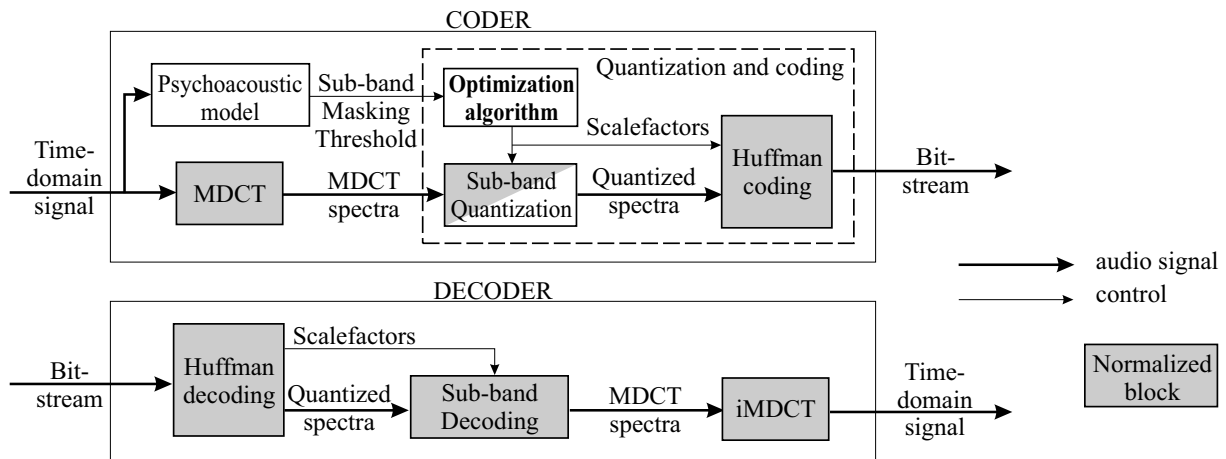 CODER
Quantization and coding
Psychoacoustic
model
Sub-band
Masking
Threshold
Optimization
algorithm
Scalefactors
Time-
domain
signal
MDCT
MDCT
spectra
Sub-band
Quantization
Quantized
spectra
Huffman
coding
Bit-
stream
audio signal
control
Normalized
block
DECODER
Bit-
stream
Huffman
decoding
Scalefactors
Quantized
spectra
Sub-band
Decoding
MDCT
spectra
iMDCT
Time-
domain
signal